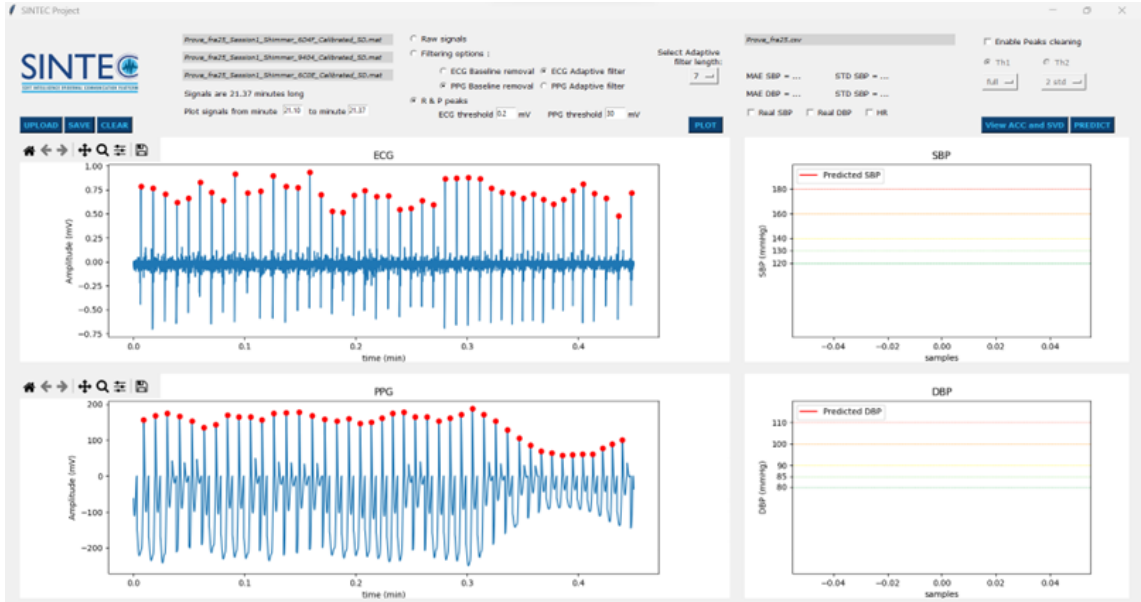 SINTEC Project
SINTEC
SOFT INTELLIGENCE EPIDERMAL COMMUNICATION PLATFORM
UPLOAD SAVE CLEAR
Prova_fra25_Session1_Shimmer_6D4F_Calibrated_SD.mat
Prova_fra25_Session1_Shimmer_9404_Calibrated_SD.mat
Prova_fra25_Session1_Shimmer_6C0E_Calibrated_SD.mat
Signals are 21.37 minutes long
Plot signals from minute 21.10 to minute 21.37
Raw signals
Filtering options :
ECG Baseline removal ECG Adaptive filter
PPG Baseline removal PPG Adaptive filter
R & P peaks
ECG threshold 0.2 mV PPG threshold 30 mV
Select Adaptive
filter length:
7
PLOT
Prova_fra25.csv
MAE SBP = ... STD SBP = ...
MAE DBP = ... STD SBP = ...
Real SBP Real DBP HR
Enable Peaks cleaning
Th1 Th2
full 2 std
View ACC and SVD PREDICT
ECG
Amplitude (mV)
1.00
0.75
0.50
0.25
0.00
−0.25
−0.50
−0.75
0.0 0.1 0.2 0.3 0.4
time (min)
SBP
Predicted SBP
SBP (mmHg)
180
160
140
130
120
−0.04 −0.02 0.00 0.02 0.04
samples
PPG
Amplitude (mV)
200
100
0
−100
−200
0.0 0.1 0.2 0.3 0.4
time (min)
DBP
Predicted DBP
DBP (mmHg)
110
100
90
85
80
−0.04 −0.02 0.00 0.02 0.04
samples